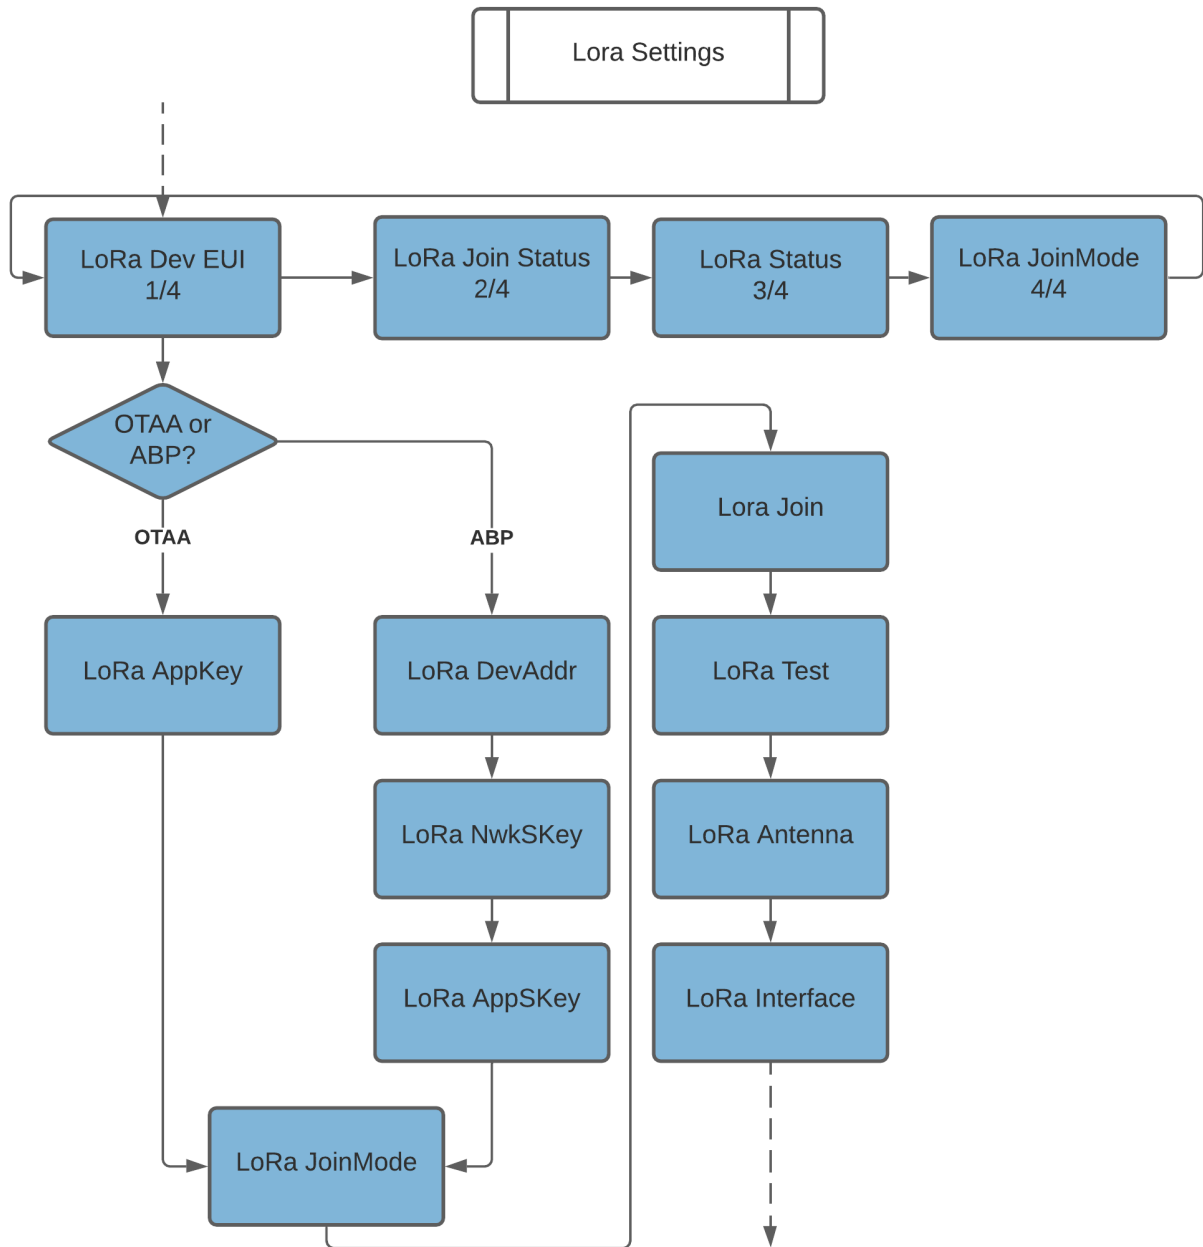 Lora Settings
LoRa Dev EUI
1/4
LoRa Join Status
2/4
LoRa Status
3/4
LoRa JoinMode
4/4
OTAA or
ABP?
OTAA
ABP
LoRa AppKey
LoRa DevAddr
LoRa NwkSKey
LoRa AppSKey
LoRa JoinMode
Lora Join
LoRa Test
LoRa Antenna
LoRa Interface